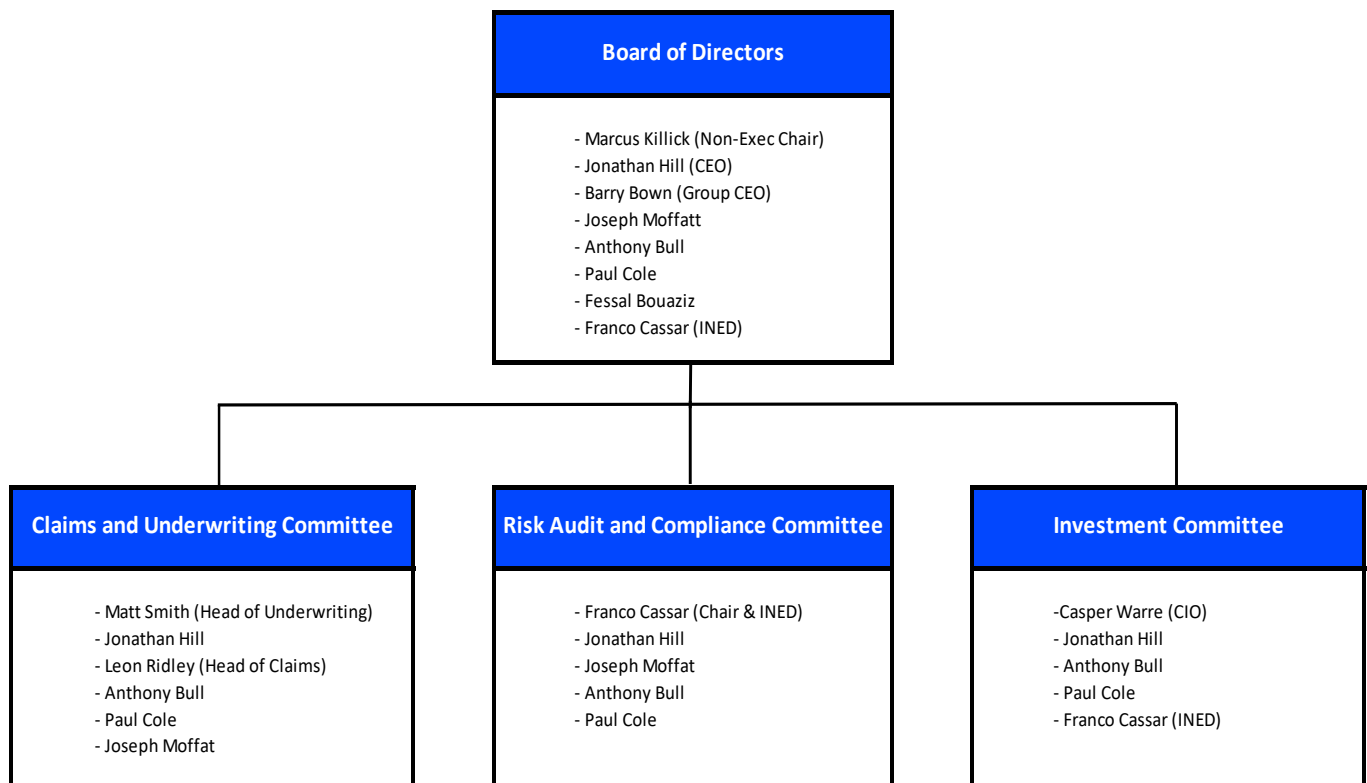 Board of Directors
- Marcus Killick (Non-Exec Chair)
- Jonathan Hill (CEO)
- Barry Bown (Group CEO)
- Joseph Moffatt
- Anthony Bull
- Paul Cole
- Fessal Bouaziz
- Franco Cassar (INED)
Claims and Underwriting Committee
- Matt Smith (Head of Underwriting)
- Jonathan Hill
- Leon Ridley (Head of Claims)
- Anthony Bull
- Paul Cole
- Joseph Moffat
Risk Audit and Compliance Committee
- Franco Cassar (Chair & INED)
- Jonathan Hill
- Joseph Moffat
- Anthony Bull
- Paul Cole
Investment Committee
-Casper Warre (CIO)
- Jonathan Hill
- Anthony Bull
- Paul Cole
- Franco Cassar (INED)